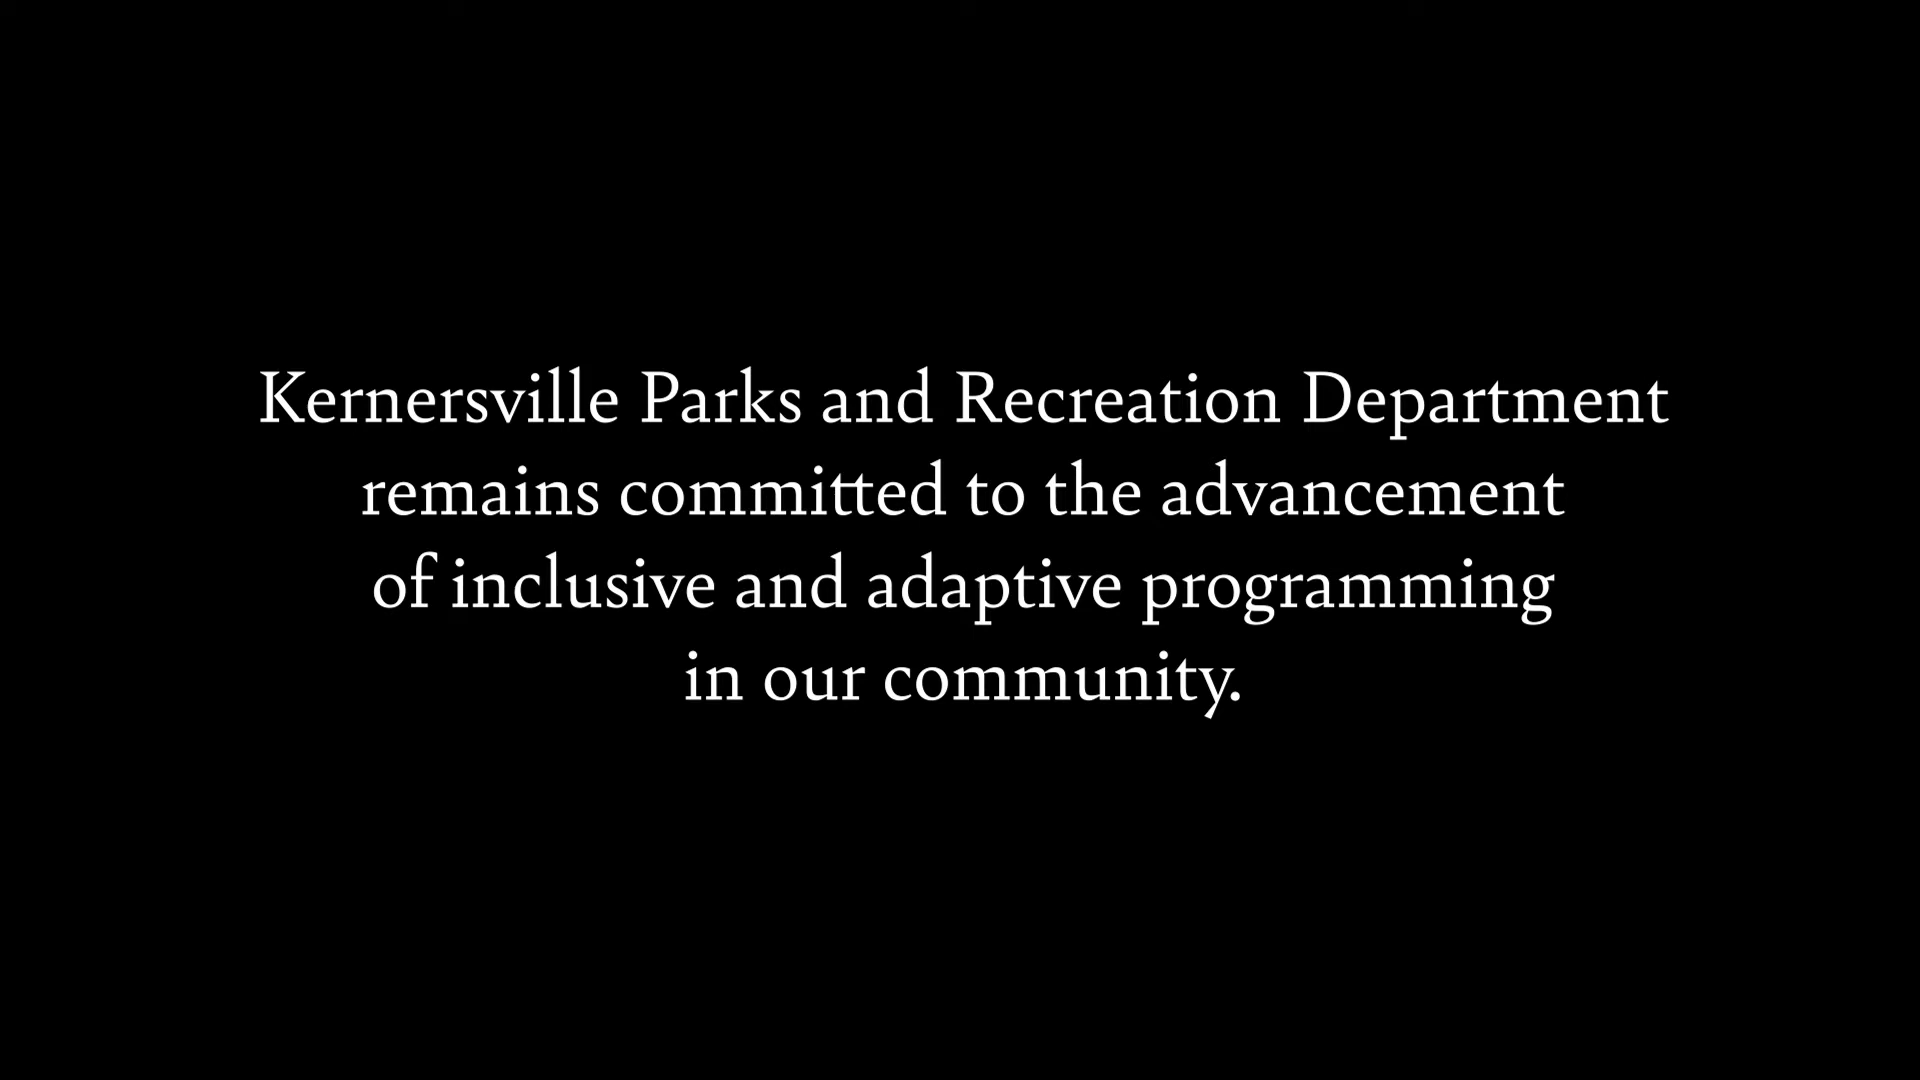 Kernersville Parks and Recreation Department
remains committed to the advancement
of inclusive and adaptive programming
in our community.